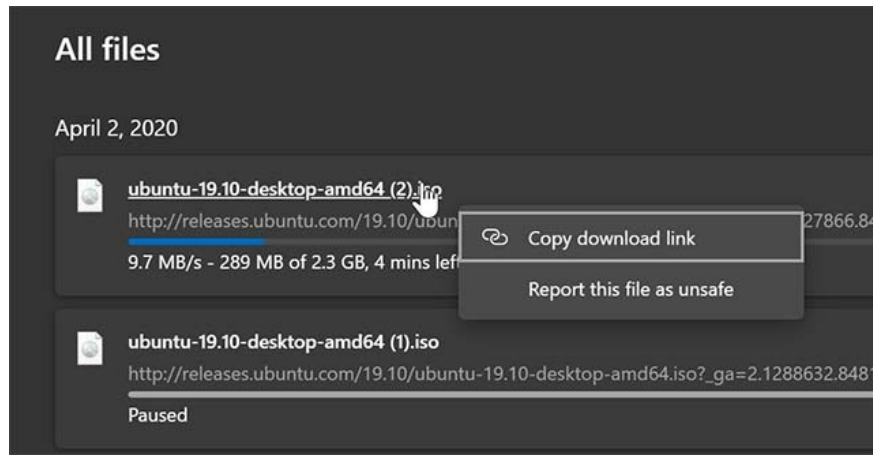 All files
April 2, 2020
ubuntu-19.10-desktop-amd64 (2).iso
http://releases.ubuntu.com/19.10/ubun 27866.84
9.7 MB/s - 289 MB of 2.3 GB, 4 mins left
Copy download link
Report this file as unsafe
ubuntu-19.10-desktop-amd64 (1).iso
http://releases.ubuntu.com/19.10/ubuntu-19.10-desktop-amd64.iso?_ga=2.1288632.8481
Paused